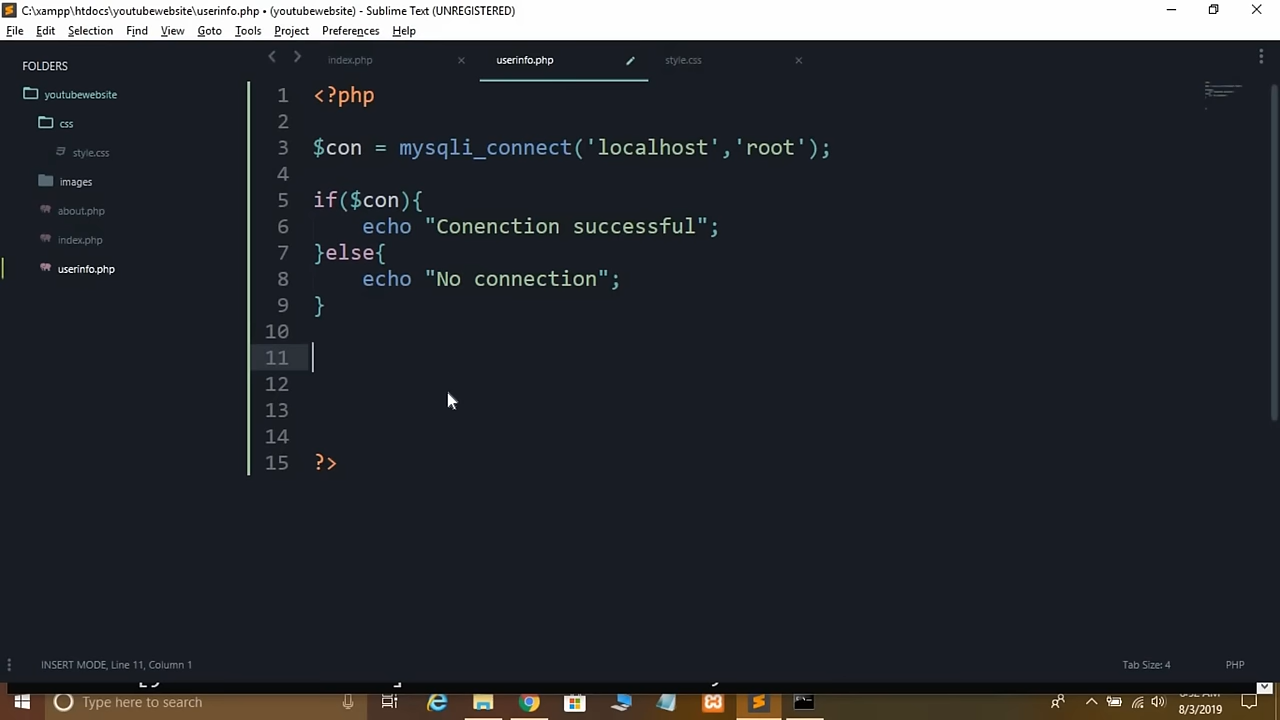 C:\xampp\htdocs\youtubewebsite\userinfo.php • (youtubewebsite) - Sublime Text (UNREGISTERED)
File Edit Selection Find View Goto Tools Project Preferences Help
FOLDERS
youtubewebsite
css
style.css
images
about.php
index.php
userinfo.php
index.php userinfo.php style.css
1 <?php
2
3 $con = mysqli_connect('localhost','root');
4
5 if($con){
6 echo "Conenction successful";
7 }else{
8 echo "No connection";
9 }
10
11
12
13
14
15 ?>
INSERT MODE, Line 11, Column 1 Tab Size: 4 PHP
Type here to search
8/3/2019